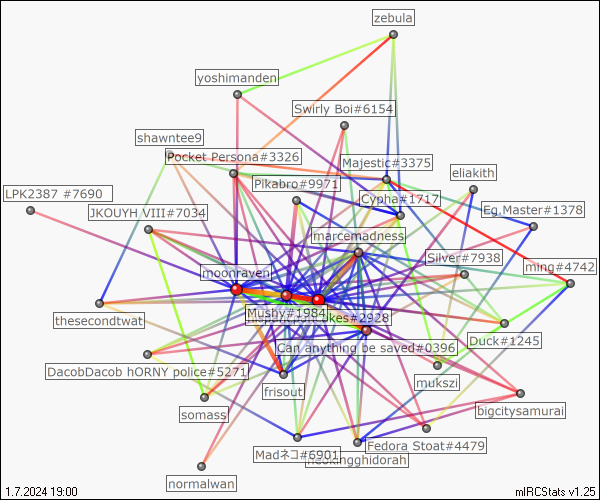 zebula
yoshimanden
Swirly Boi#6154
shawntee9
Pocket Persona#3326
Majestic#3375
eliakith
Pikabro#9971
LPK2387 #7690
Cypha#1717
JKOUYH VIII#7034
Eg.Master#1378
marcemadness
Silver#7938
moonraven
ming#4742
Mushy#1984
kes#2928
thesecondtwat
Can anything be saved#0396
Duck#1245
DacobDacob hORNY police#5271
mukszi
frisout
somass
bigcitysamurai
Fedora Stoat#4479
Madネコ#6901
neokingghidorah
normalwan
1.7.2024 19:00
mIRCStats v1.25